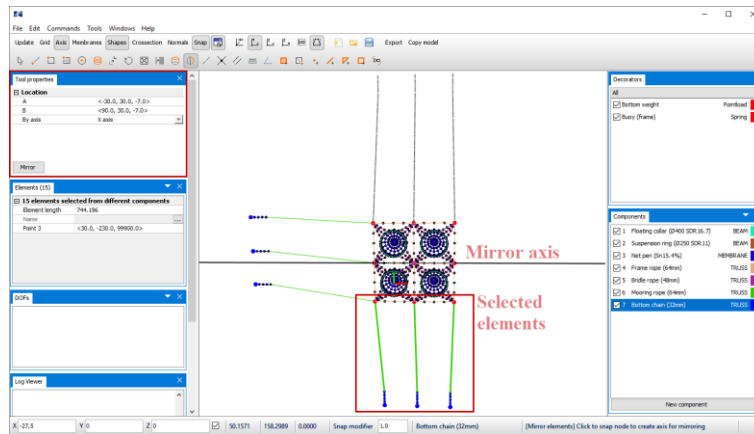 File Edit Commands Tools Windows Help
Update Grid Axis Membranes Shapes Crossection Normals Snap Export Copy model
Tool properties
Location
A <-30.0, 30.0, -7.0>
B <90.0, 30.0, -7.0>
By axis X axis
Mirror
Elements (15)
15 elements selected from different components
Element length 744.196
Name ...
Point 3 <30.0, -230.0, 99900.0>
DOFs
Log Viewer
Mirror axis
Selected
elements
Decorators
All
Bottom weight Pointload
Buoy (frame) Spring
Components
1 Floating collar (Ø400 SDR16.7) BEAM
2 Suspension ring (Ø250 SDR11) BEAM
3 Net pen (Sn15.4%) MEMBRANE
4 Frame rope (64mm) TRUSS
5 Bridle rope (48mm) TRUSS
6 Mooring rope (64mm) TRUSS
7 Bottom chain (32mm) TRUSS
New component
X -27,5 Y 0 Z 0 50.1571 158.2989 0.0000 Snap modifier 1.0 Bottom chain (32mm) [Mirror elements] Click to snap node to create axis for mirroring